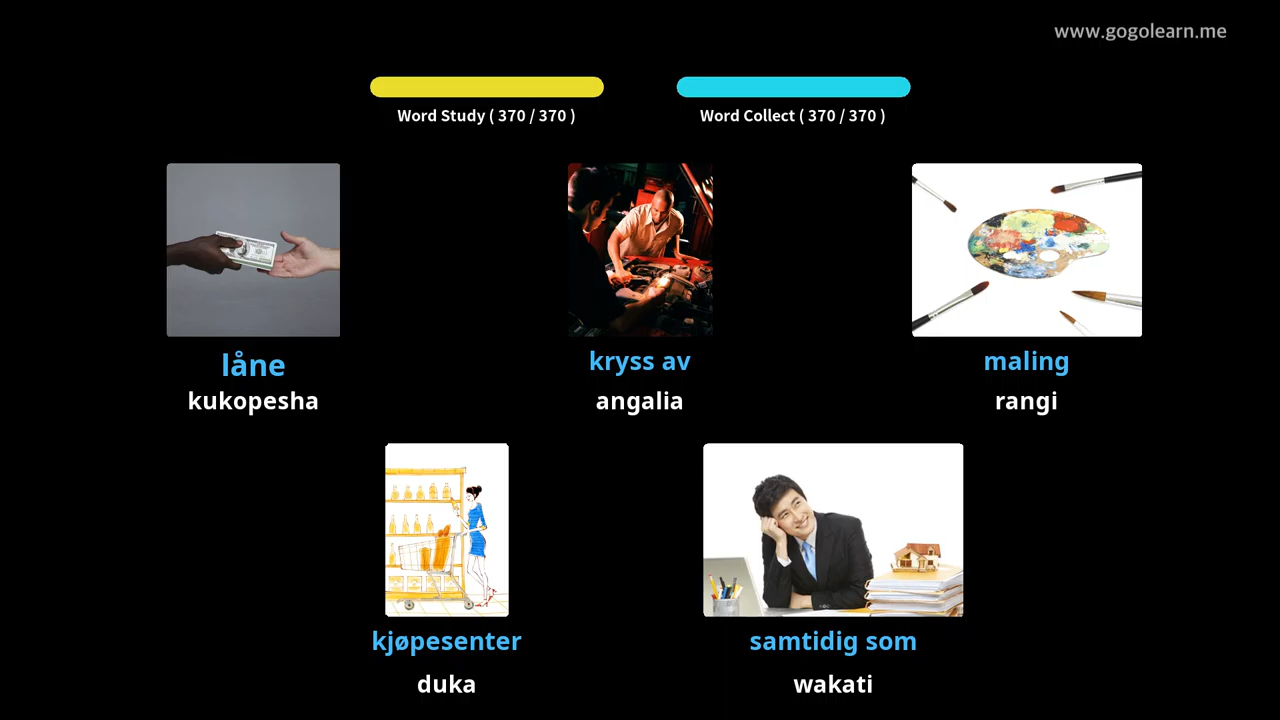 www.gogolearn.me
Word Study ( 370 / 370 )
Word Collect ( 370 / 370 )
låne
kukopesha
kryss av
angalia
maling
rangi
kjøpesenter
duka
samtidig som
wakati